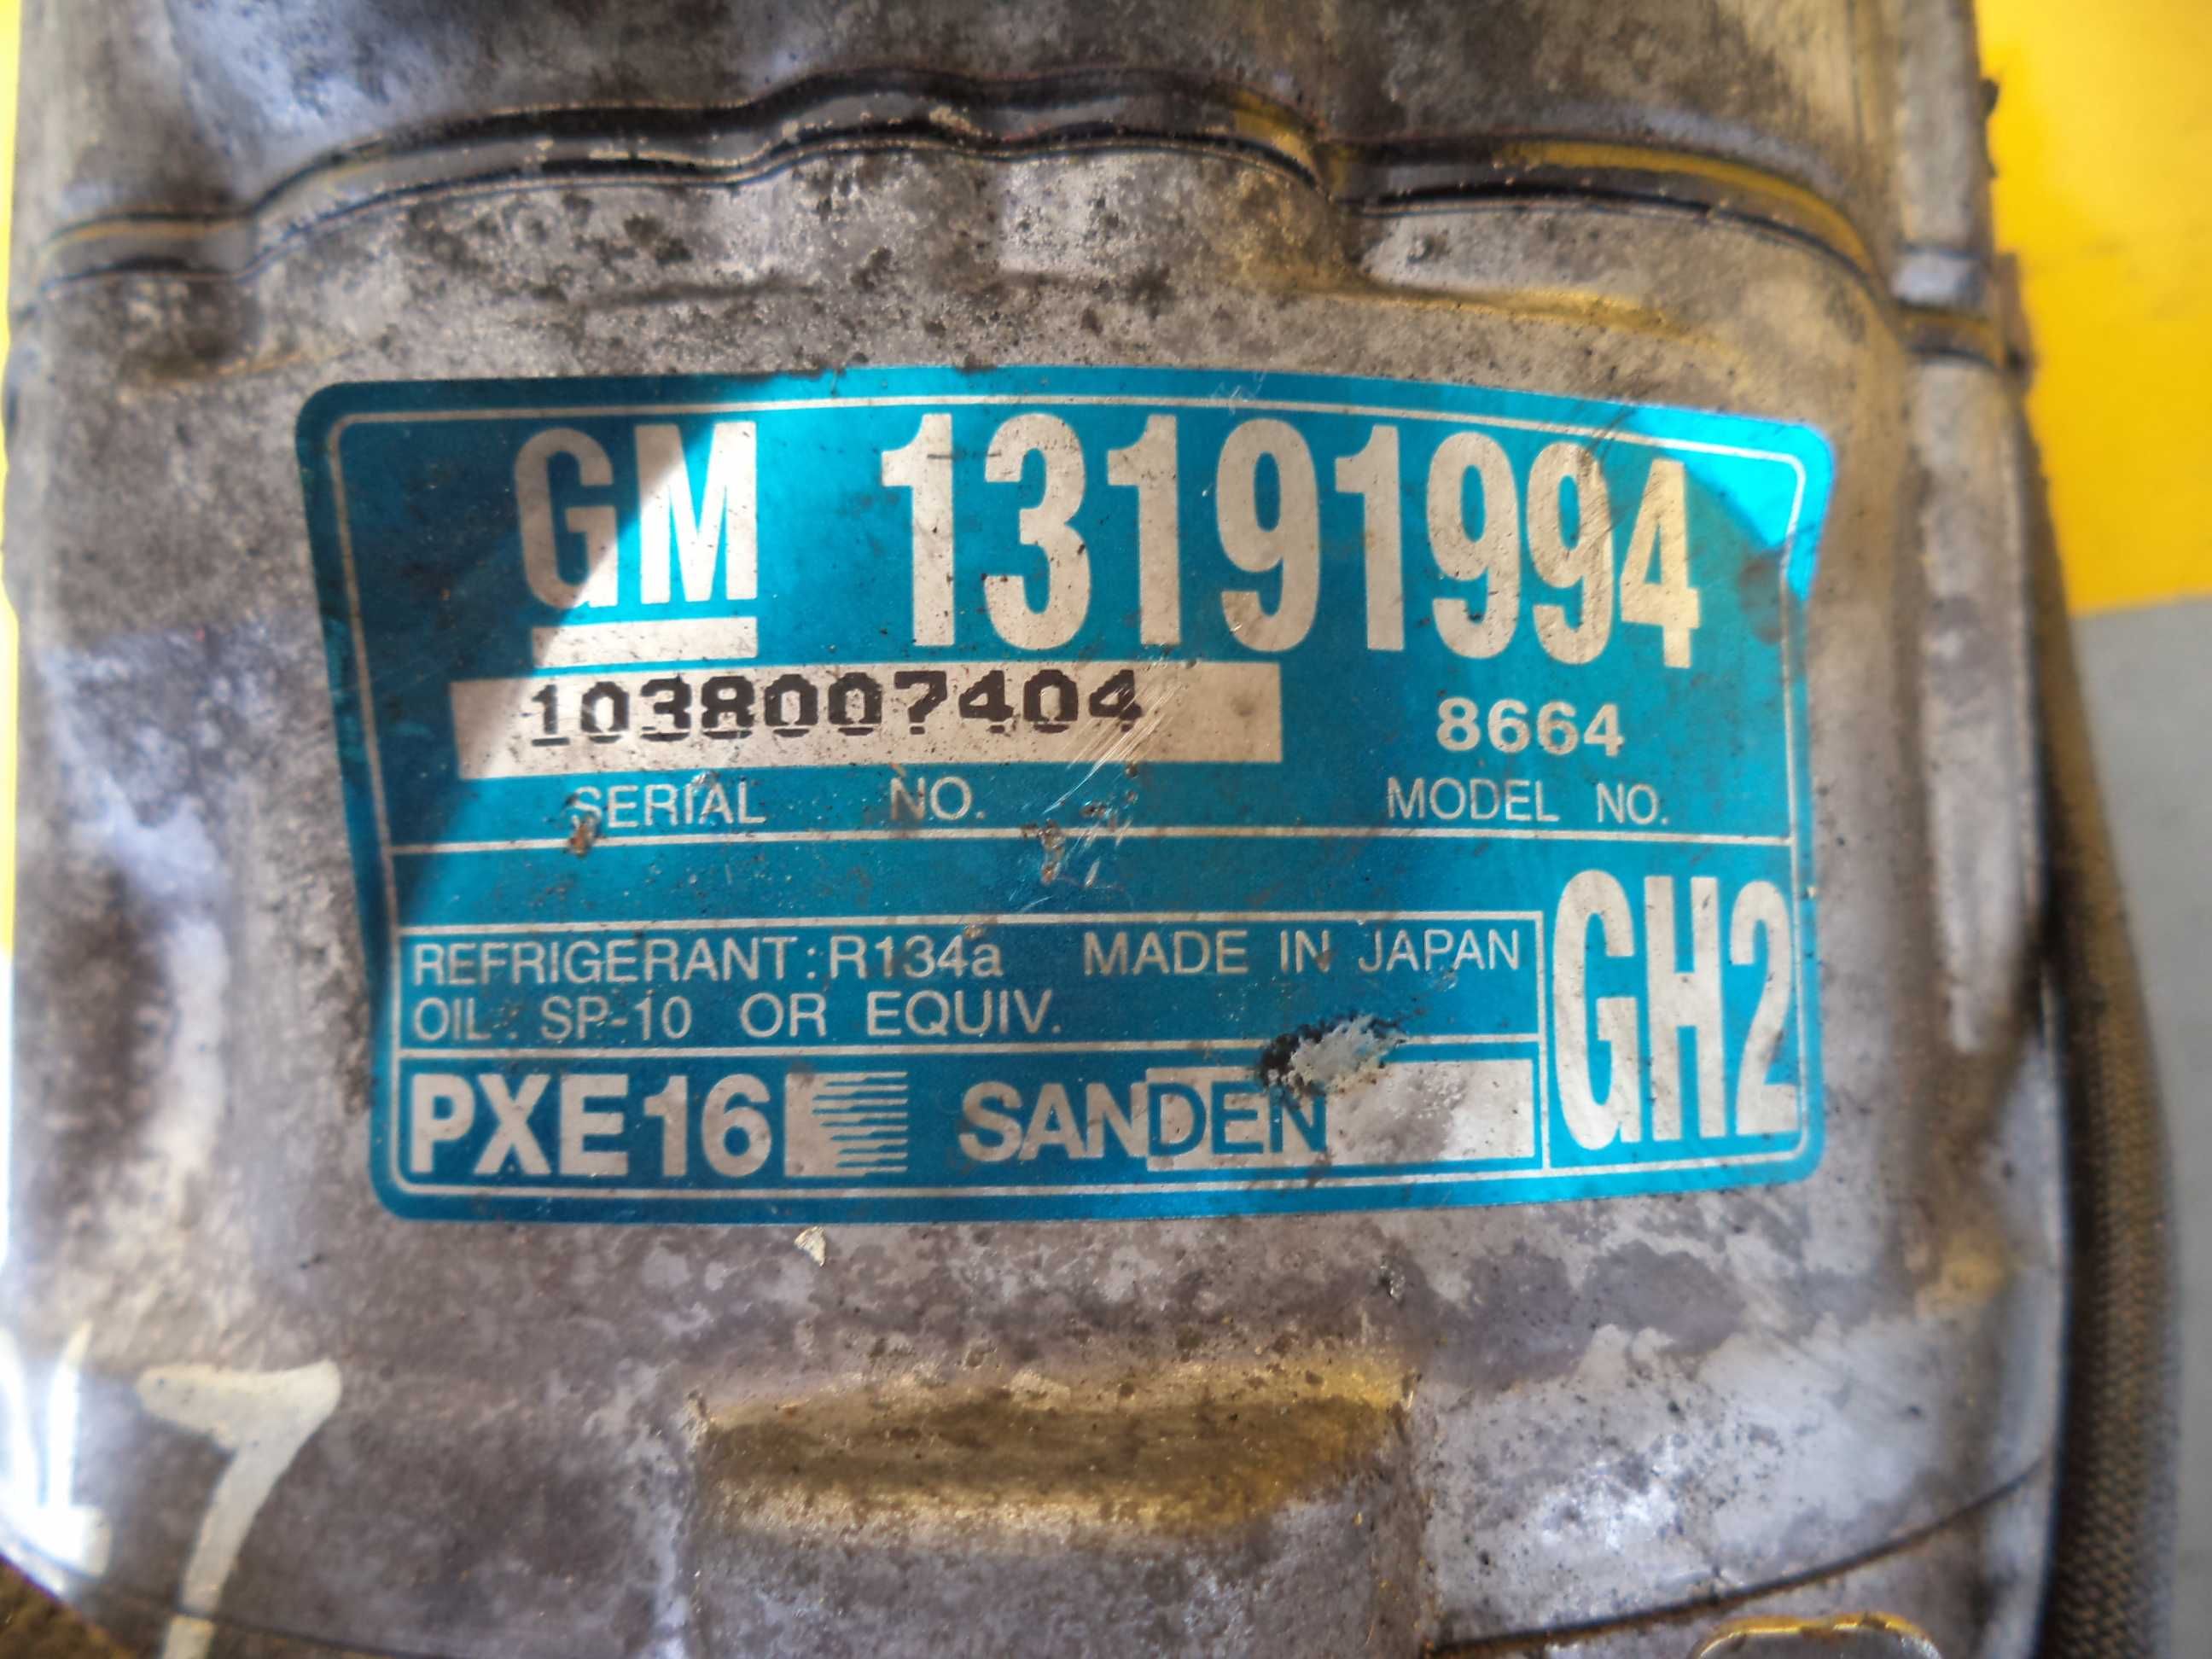 GM 13191994
1038007404 8664
SERIAL NO. MODEL NO.
REFRIGERANT:R134a MADE IN JAPAN
OIL: SP-10 OR EQUIV.
GH2
PXE16 SANDEN
7